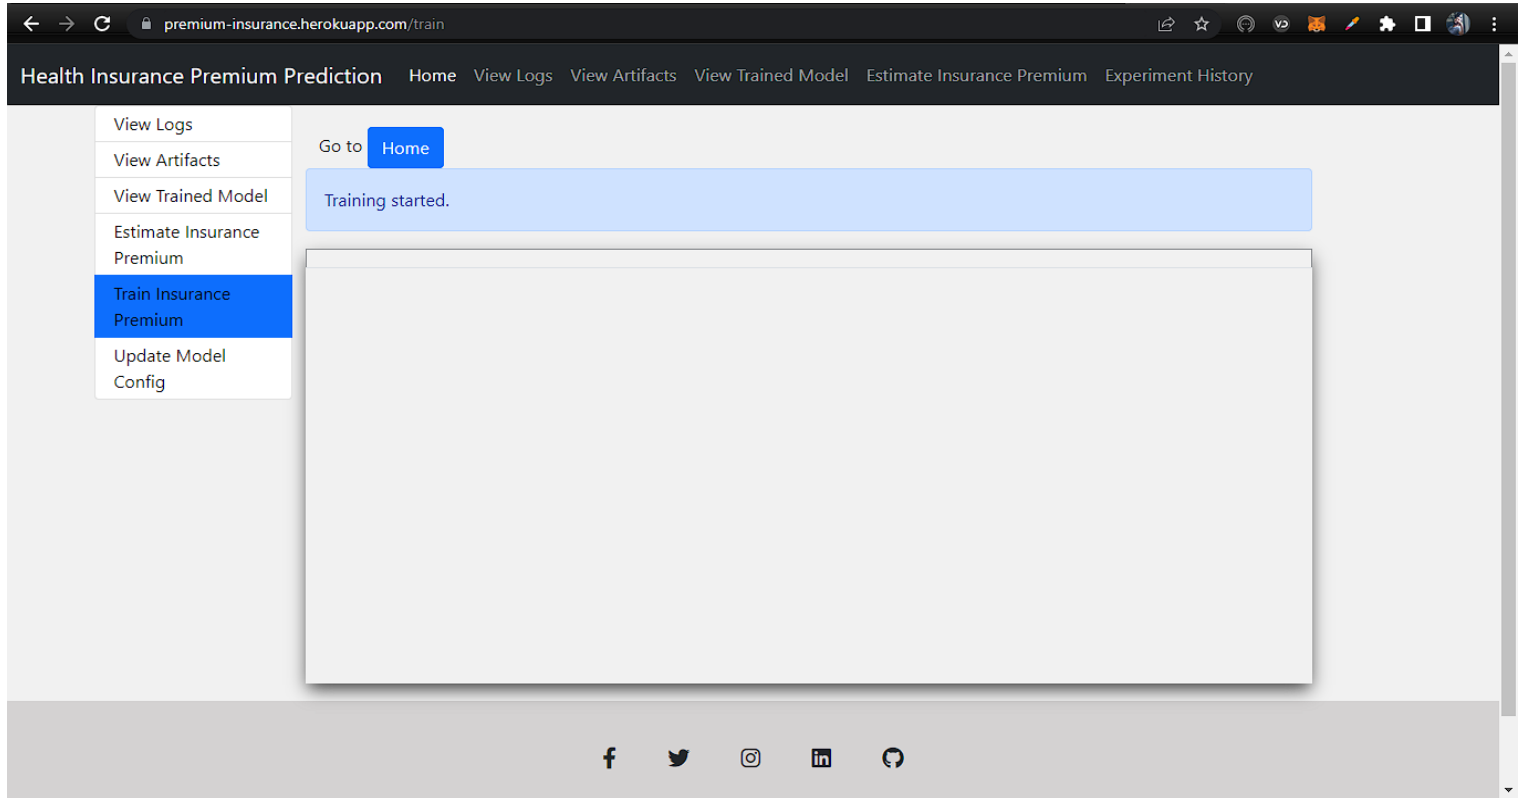 premium-insurance.herokuapp.com/train
Health Insurance Premium Prediction Home View Logs View Artifacts View Trained Model Estimate Insurance Premium Experiment History
View Logs
View Artifacts
View Trained Model
Estimate Insurance
Premium
Train Insurance
Premium
Update Model
Config
Go to Home
Training started.